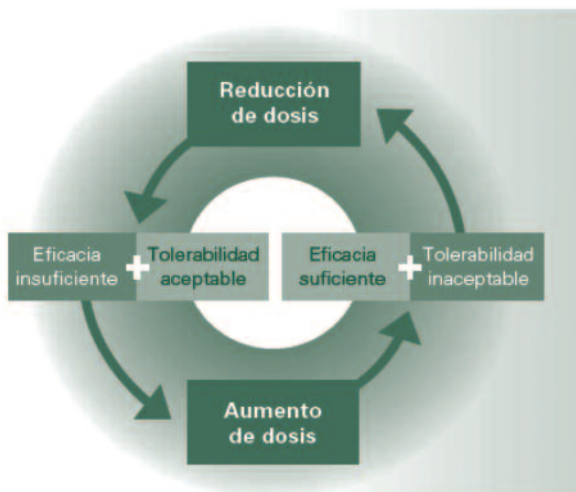 Reducción
de dosis
Eficacia
insuficiente
+
Tolerabilidad
aceptable
Eficacia
suficiente
+
Tolerabilidad
inaceptable
Aumento
de dosis